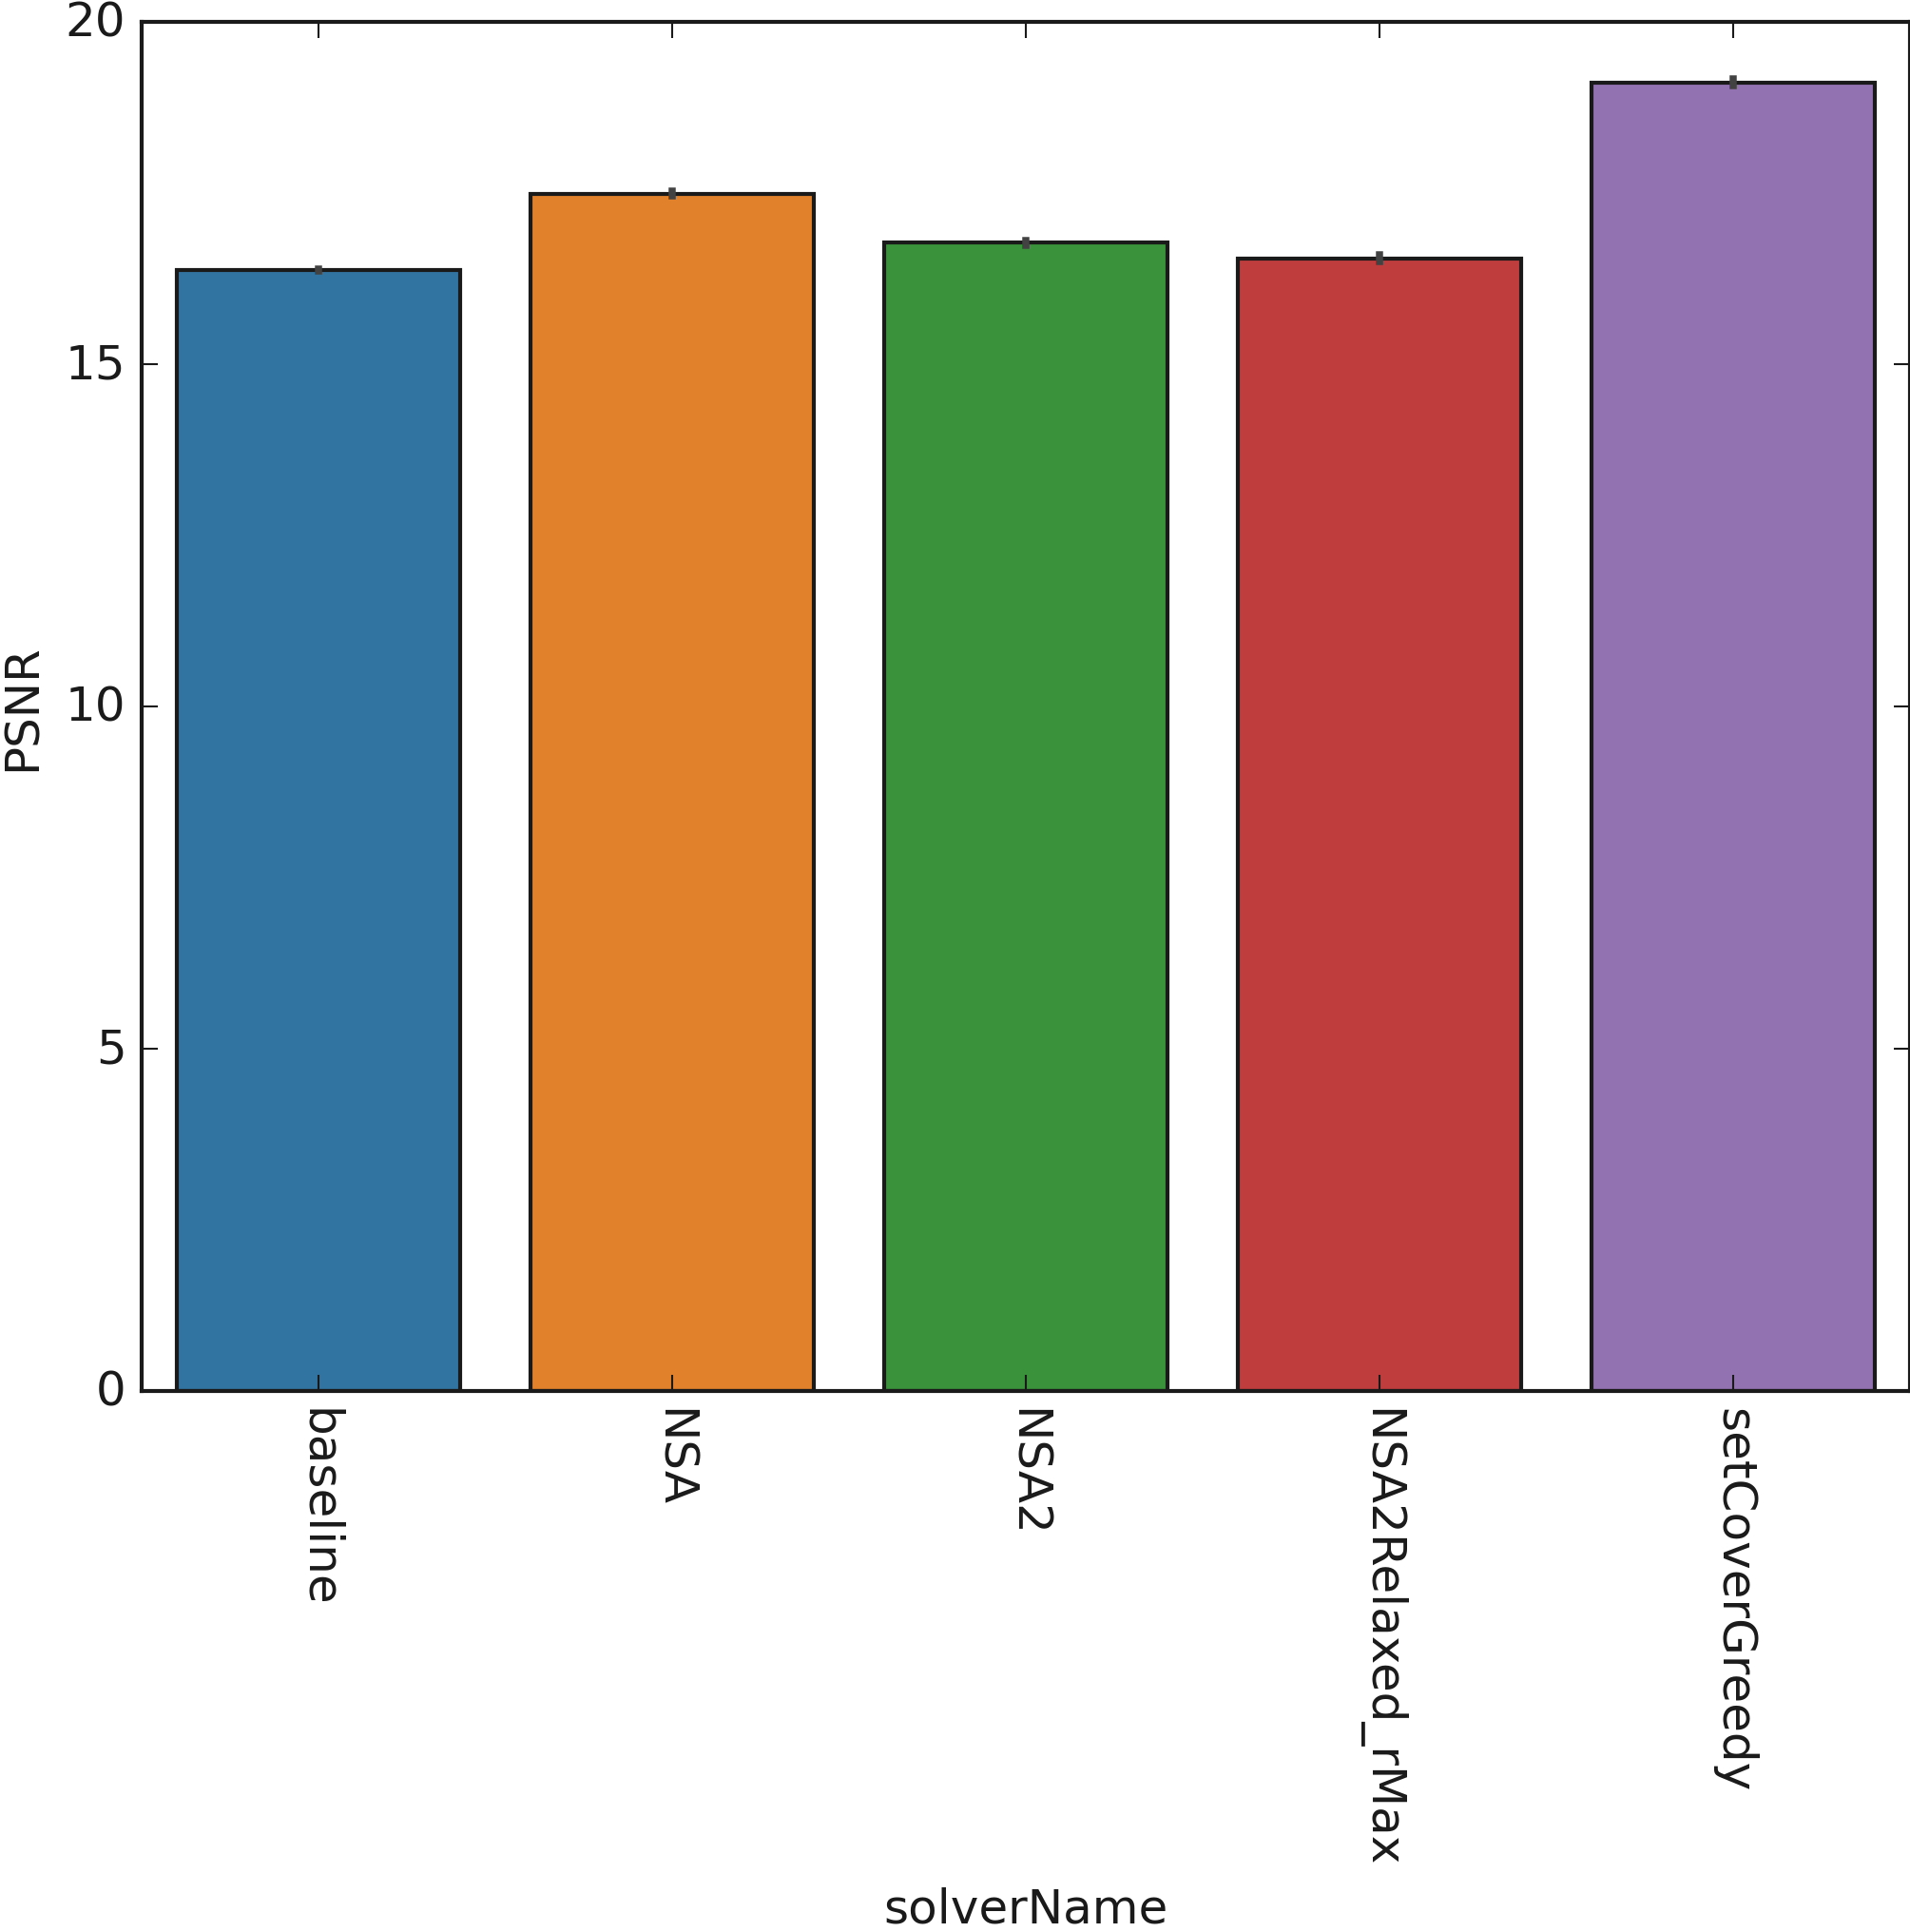 20
15
10
5
0
PSNR
baseline
NSA
NSA2
NSA2Relaxed_rMax
setCoverGreedy
solverName